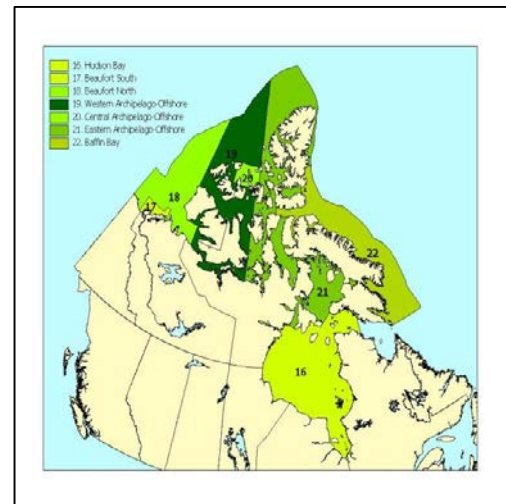 16. Hudson Bay
17. Beaufort South
18. Beaufort North
19. Western Archipelago-Offshore
20. Central Archipelago-Offshore
21. Eastern Archipelago-Offshore
22. Baffin Bay
19
20
18
17
22
21
16